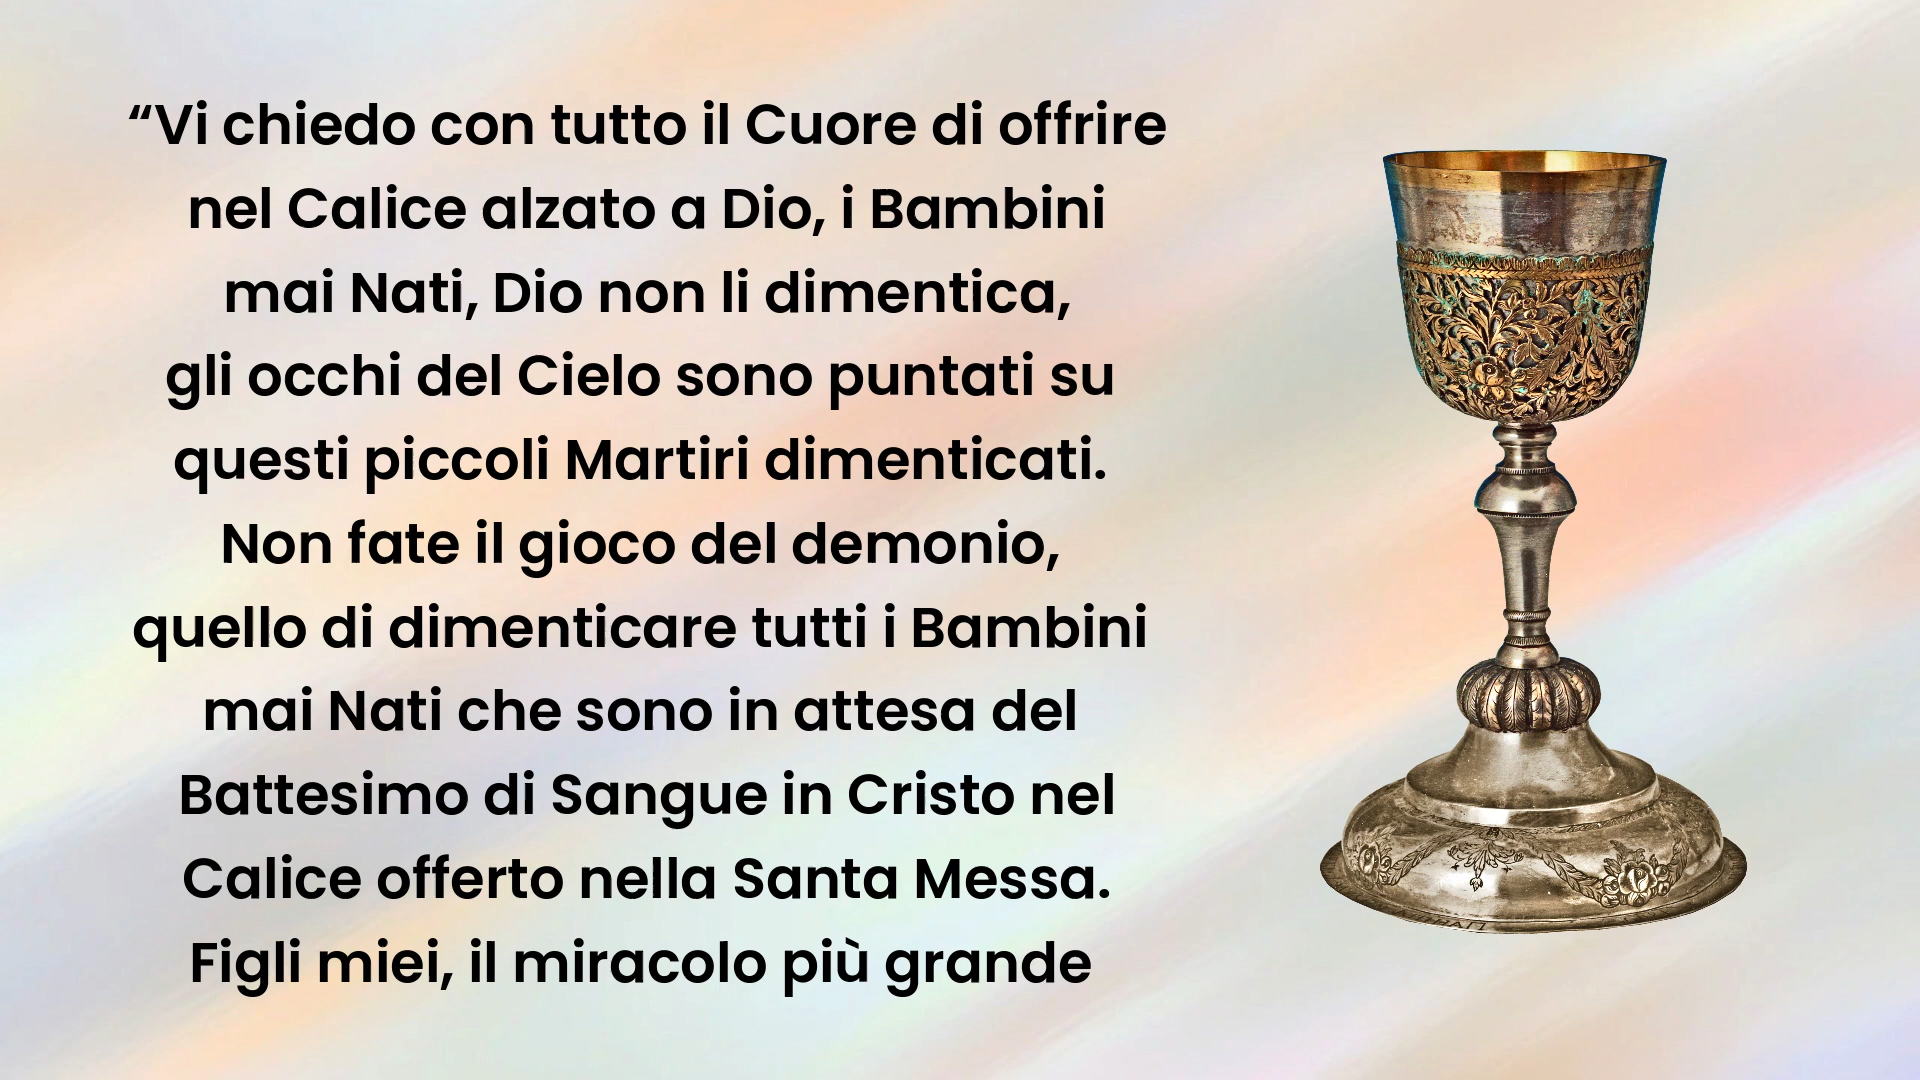 “Vi chiedo con tutto il Cuore di offrire
nel Calice alzato a Dio, i Bambini
mai Nati, Dio non li dimentica,
gli occhi del Cielo sono puntati su
questi piccoli Martiri dimenticati.
Non fate il gioco del demonio,
quello di dimenticare tutti i Bambini
mai Nati che sono in attesa del
Battesimo di Sangue in Cristo nel
Calice offerto nella Santa Messa.
Figli miei, il miracolo più grande